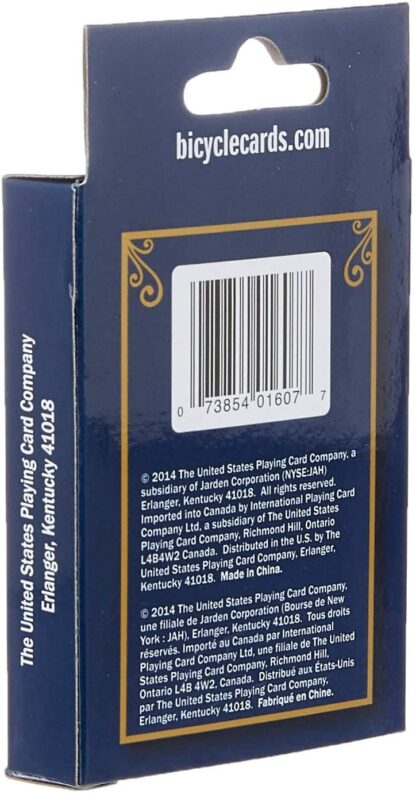 bicyclecards.com
0 73854 01607 7
© 2014 The United States Playing Card Company, a
subsidiary of Jarden Corporation (NYSE:JAH)
Erlanger, Kentucky 41018. All rights reserved.
Imported into Canada by International Playing Card
Company Ltd. a subsidiary of The United States
Playing Card Company, Richmond Hill, Ontario
L4B4W2 Canada. Distributed in the U.S. by The
United States Playing Card Company, Erlanger,
Kentucky 41018. Made in China.
© 2014 The United States Playing Card Company,
une filiale de Jarden Corporation (Bourse de New
York : JAH), Erlanger, Kentucky 41018. Tous droits
réservés. Importé au Canada par International
Playing Card Company Ltd, une filiale de The United
States Playing Card Company, Richmond Hill,
Ontario L4B 4W2, Canada. Distribué aux États-Unis
par The United States Playing Card Company,
Erlanger, Kentucky 41018. Fabriqué en Chine.
The United States Playing Card Company
Erlanger, Kentucky 41018